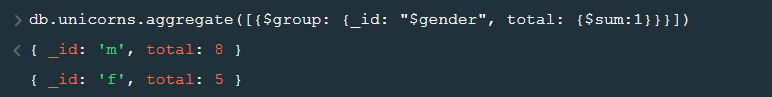 > db.unicorns.aggregate([{$group: {_id: "$gender", total: {$sum:1}}}])
< { _id: 'm', total: 8 }
{ _id: 'f', total: 5 }